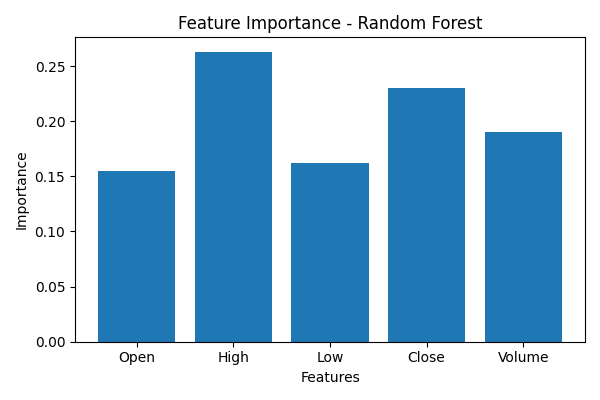 Feature Importance - Random Forest
Importance
0.25
0.20
0.15
0.10
0.05
0.00
Open High Low Close Volume
Features